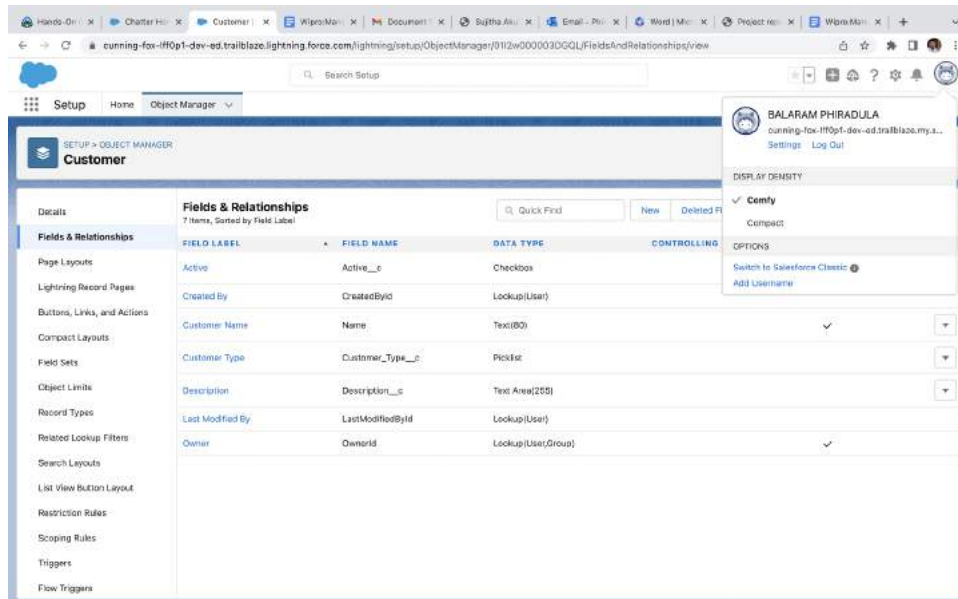 Hands-On
Chatter Ho
Customer |
Wipro:Man
Document
Sujitha Aku
Email - Phi
Word | Mic
Project rep
Wipro Man
cunning-fox-lff0p1-dev-ed.trailblaze.lightning.force.com/lightning/setup/ObjectManager/01I2w000003DGQL/FieldsAndRelationships/view
Search Setup
Setup Home Object Manager
BALARAM PHIRADULA
cunning-fox-lff0p1-dev-ed.trailblaze.my.s...
Settings Log Out
SETUP > OBJECT MANAGER
Customer
DISPLAY DENSITY
Comfy
Compact
OPTIONS
Switch to Salesforce Classic
Add Username
Details
Fields & Relationships
Page Layouts
Lightning Record Pages
Buttons, Links, and Actions
Compact Layouts
Field Sets
Object Limits
Record Types
Related Lookup Filters
Search Layouts
List View Button Layout
Restriction Rules
Scoping Rules
Triggers
Flow Triggers
Fields & Relationships
7 Items, Sorted by Field Label
Quick Find
New
Deleted Fi
FIELD LABEL FIELD NAME DATA TYPE CONTROLLING
Active Active__c Checkbox
Created By CreatedById Lookup(User)
Customer Name Name Text(80)
Customer Type Customer_Type__c Picklist
Description Description__c Text Area(255)
Last Modified By LastModifiedById Lookup(User)
Owner OwnerId Lookup(User,Group)